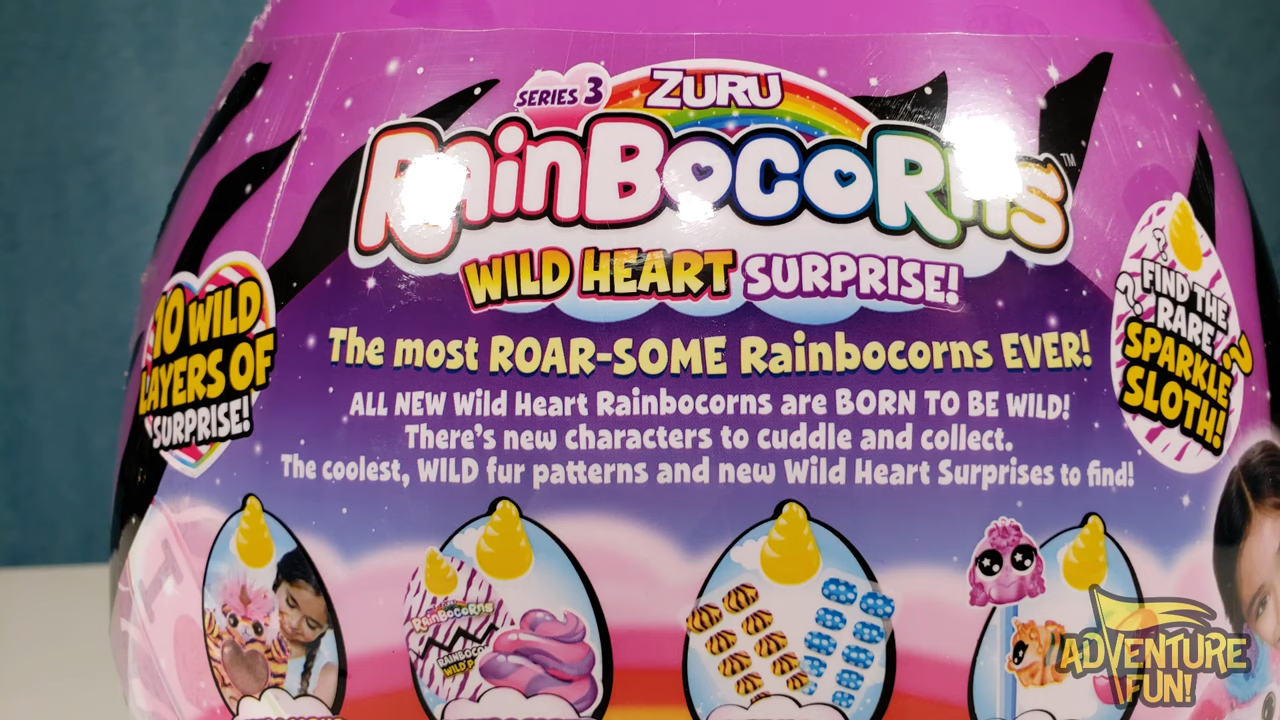 SERIES 3
ZURU
RainBocoRns™
WILD HEART SURPRISE!
10 WILD
LAYERS OF
SURPRISE!
FIND THE
RARE!
SPARKLE
SLOTH!
The most ROAR-SOME Rainbocorns EVER!
ALL NEW Wild Heart Rainbocorns are BORN TO BE WILD!
There's new characters to cuddle and collect.
The coolest, WILD fur patterns and new Wild Heart Surprises to find!
RainBocoRns
ADVENTURE
FUN!